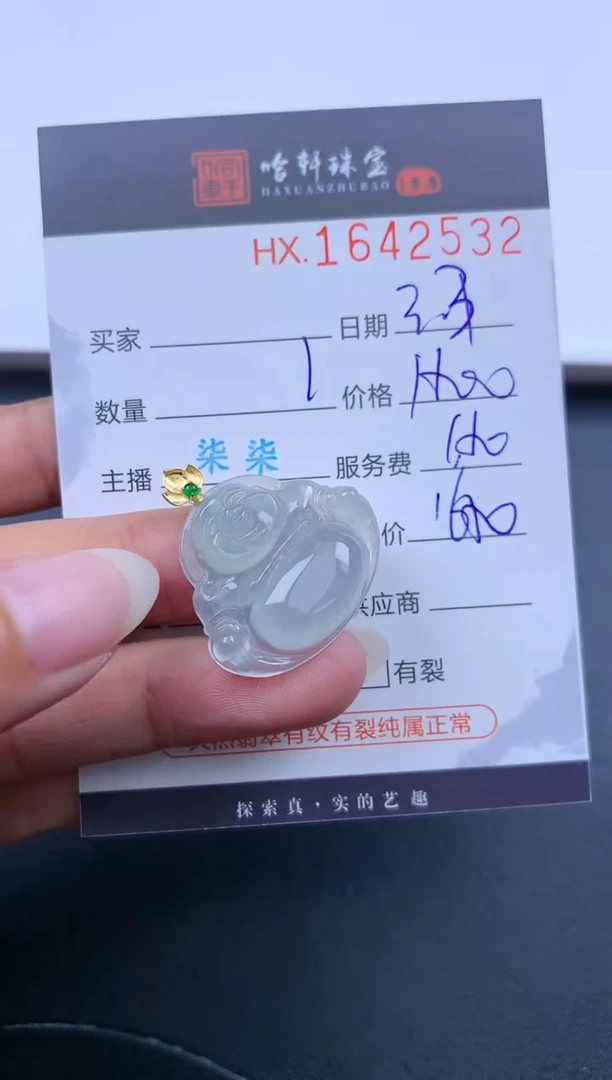 哈轩珠宝
HAXUANZHUBAO
HX.1642532
买家 日期
数量 1 价格
主播 柒柒 服务费
价
供应商
有裂
天然翡翠有纹有裂纯属正常
探索真·实的艺趣